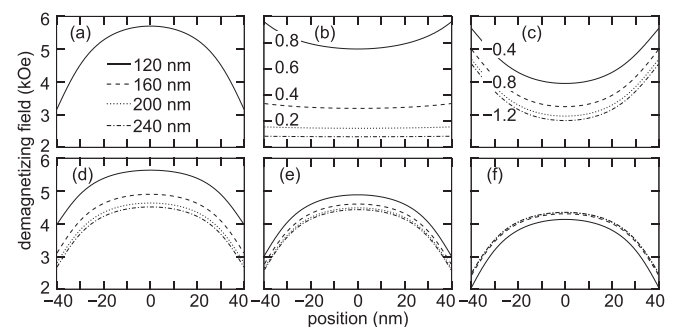 demagnetizing field (kOe)
6
5
4
3
2
(a)
120 nm
160 nm
200 nm
240 nm
(b)
0.8
0.6
0.4
0.2
(c)
−0.4
−0.8
−1.2
6
5
4
3
2
(d)
(e)
(f)
−40 −20 0 20 40
−40 −20 0 20 40
−40 −20 0 20 40
position (nm)